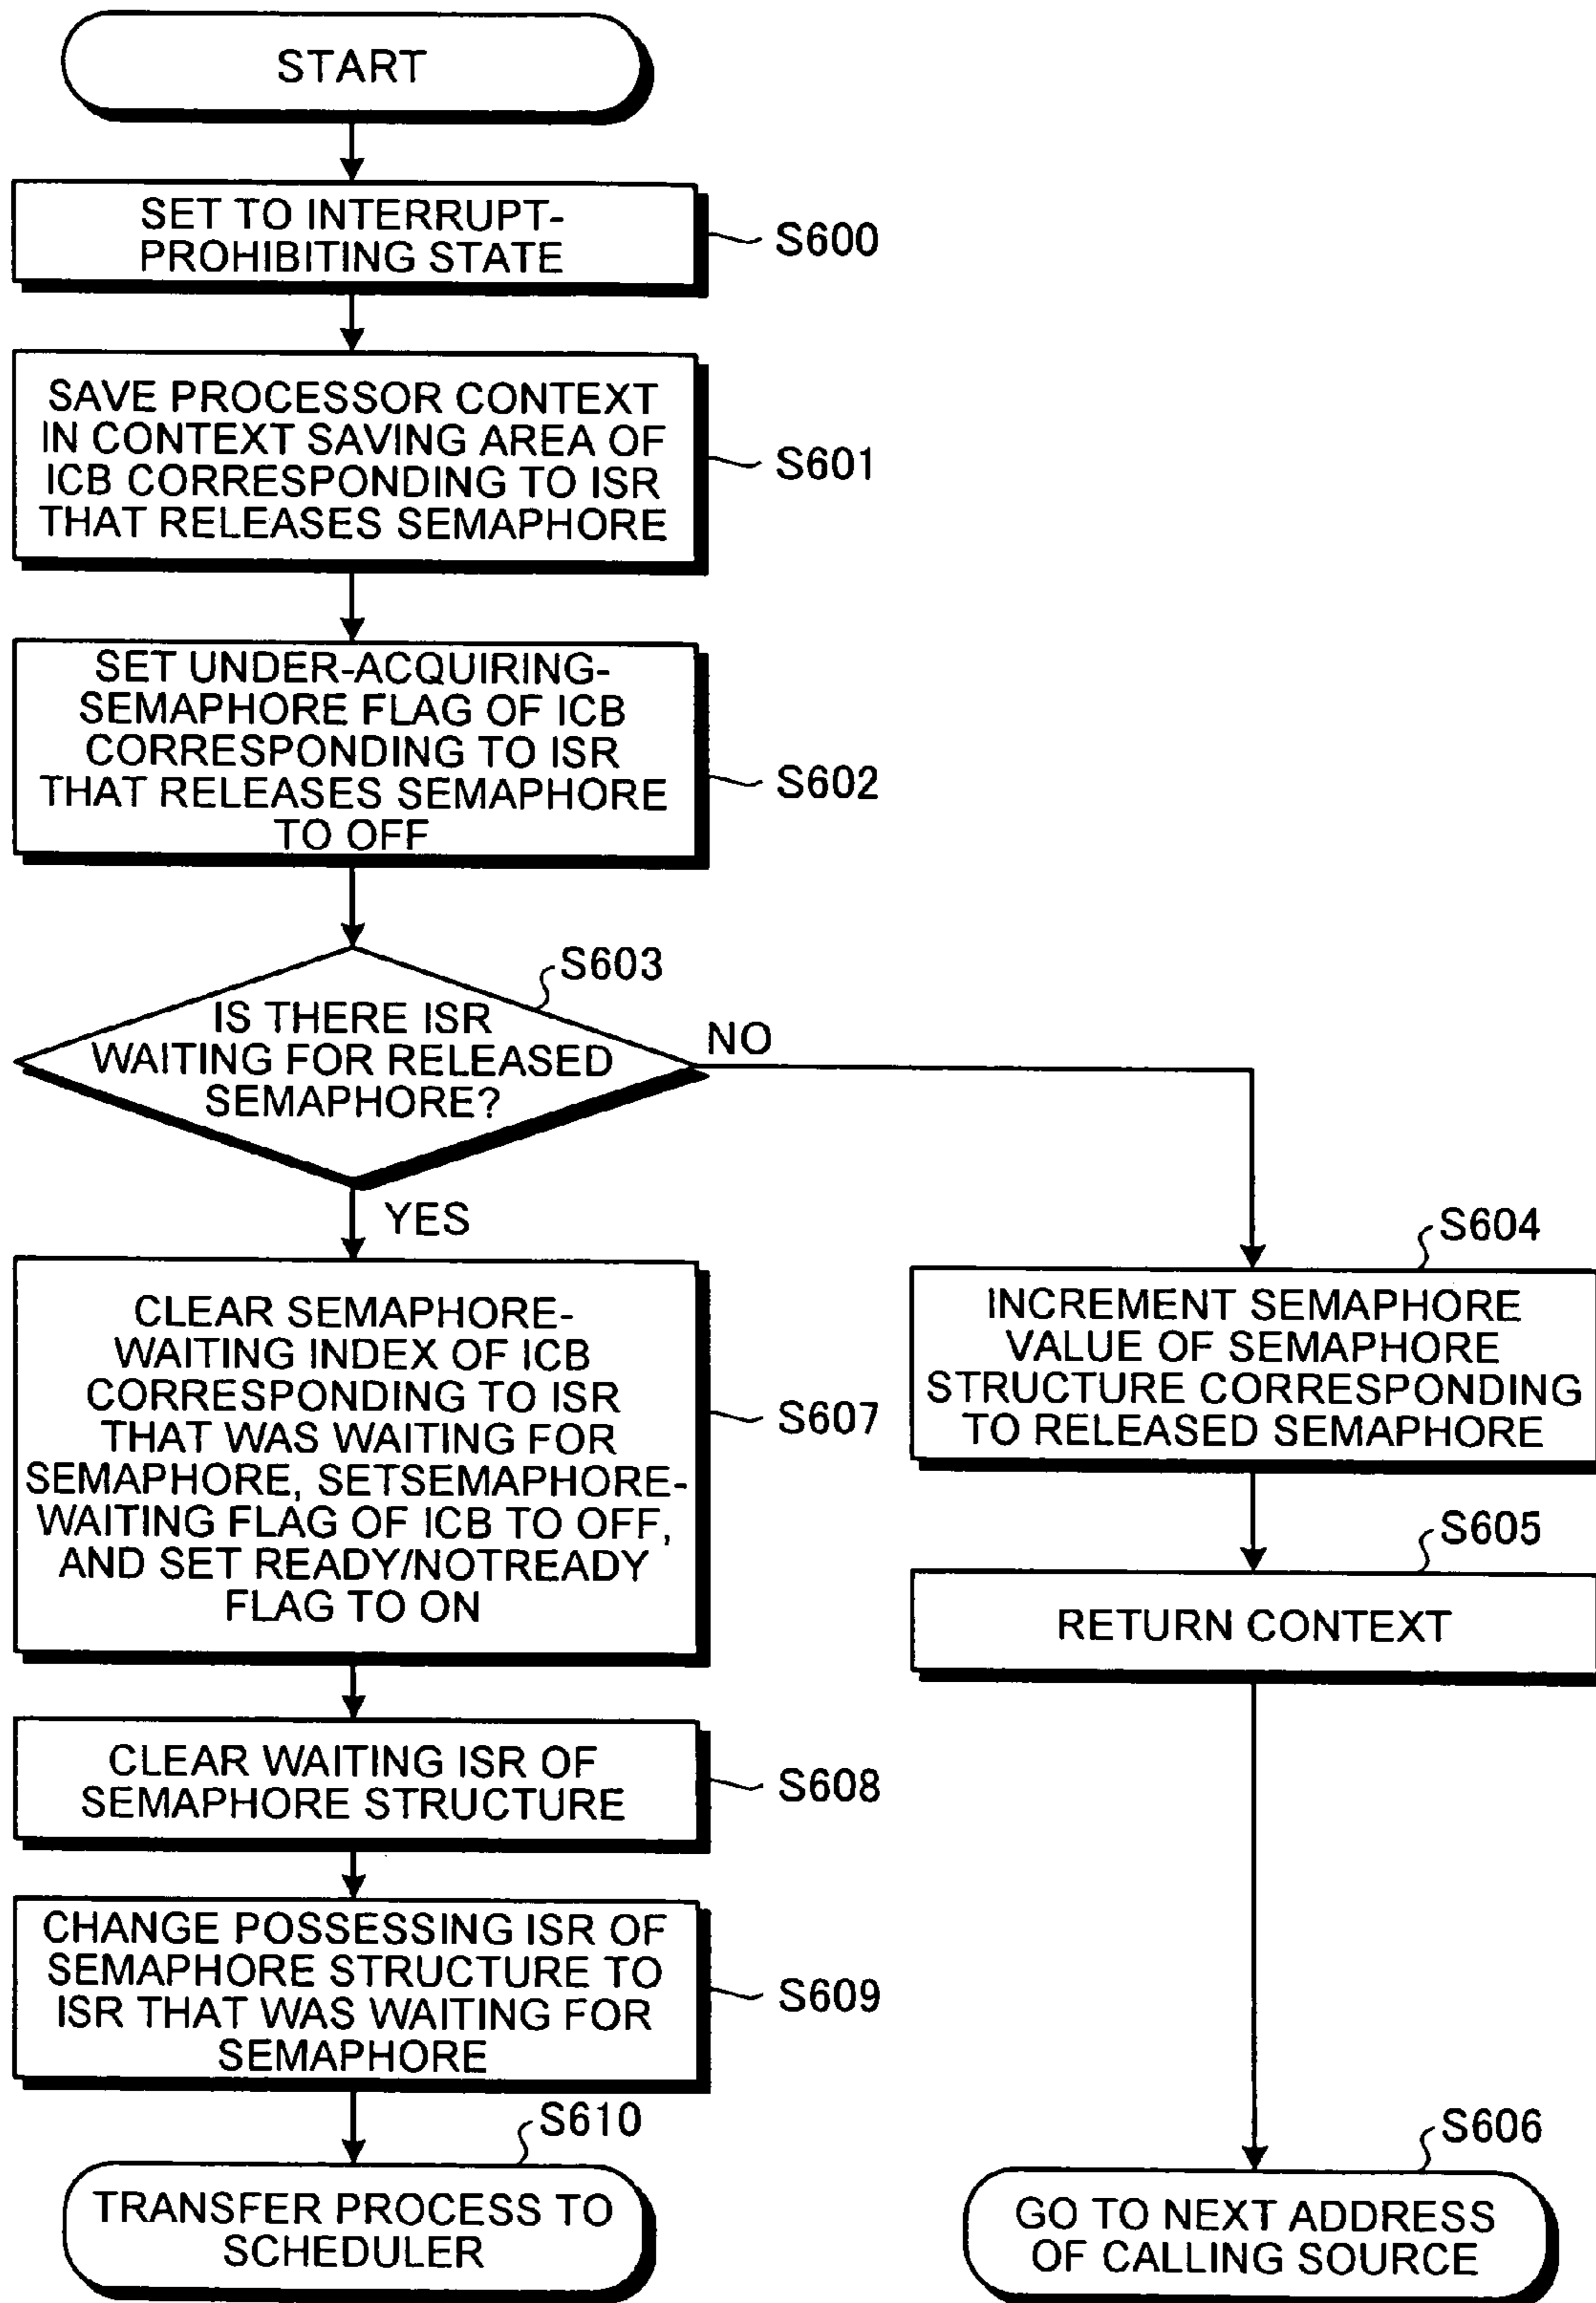 START
SET TO INTERRUPT-
PROHIBITING STATE
S600
SAVE PROCESSOR CONTEXT
IN CONTEXT SAVING AREA OF
ICB CORRESPONDING TO ISR
THAT RELEASES SEMAPHORE
S601
SET UNDER-ACQUIRING-
SEMAPHORE FLAG OF ICB
CORRESPONDING TO ISR
THAT RELEASES SEMAPHORE
TO OFF
S602
S603
IS THERE ISR
WAITING FOR RELEASED
SEMAPHORE?
NO
YES
CLEAR SEMAPHORE-
WAITING INDEX OF ICB
CORRESPONDING TO ISR
THAT WAS WAITING FOR
SEMAPHORE, SETSEMAPHORE-
WAITING FLAG OF ICB TO OFF,
AND SET READY/NOTREADY
FLAG TO ON
S607
S604
INCREMENT SEMAPHORE
VALUE OF SEMAPHORE
STRUCTURE CORRESPONDING
TO RELEASED SEMAPHORE
S605
RETURN CONTEXT
CLEAR WAITING ISR OF
SEMAPHORE STRUCTURE
S608
CHANGE POSSESSING ISR OF
SEMAPHORE STRUCTURE TO
ISR THAT WAS WAITING FOR
SEMAPHORE
S609
S610
TRANSFER PROCESS TO
SCHEDULER
S606
GO TO NEXT ADDRESS
OF CALLING SOURCE